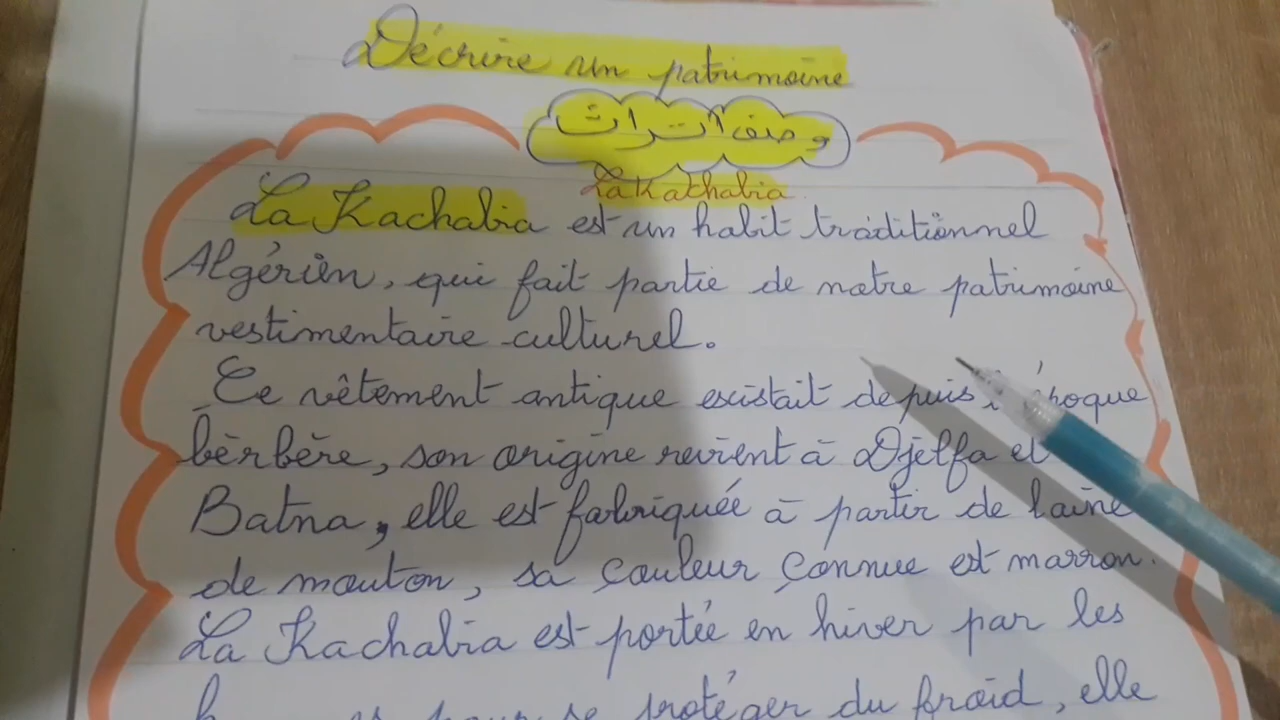 Décrire un patrimoine
وصف التراث
La Kachabia
La Kachabia est un habit traditionnel
Algérien, qui fait partie de notre patrimoine
vestimentaire culturel.
Ce vêtement antique existait depuis l'époque
bèrbère, son origine revient à Djelfa et
Batna, elle est fabriquée à partir de laine
de mouton, sa couleur connue est marron.
La Kachabia est portée en hiver par les
pour se protéger du froid, elle